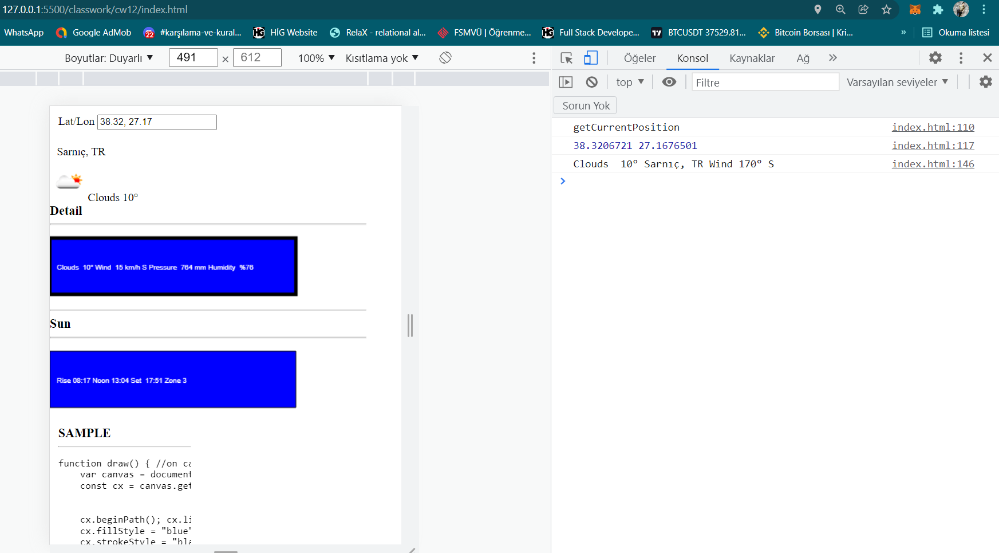 127.0.0.1:5500/classwork/cw12/index.html
WhatsApp Google AdMob 22 #karşılama-ve-kural... HG HİG Website RelaX - relational al... FSMVÜ | Öğrenme... HG Full Stack Develope... BTCUSDT 37529.81... Bitcoin Borsası | Kri... » Okuma listesi
Boyutlar: Duyarlı ▼ 491 × 612 100% ▼ Kısıtlama yok ▼
Öğeler Konsol Kaynaklar Ağ »
top ▼ Filtre Varsayılan seviyeler ▼
Sorun Yok
Lat/Lon 38.32, 27.17
Sarnıç, TR
Clouds 10°
Detail
Clouds 10° Wind 15 km/h S Pressure 764 mm Humidity %76
Sun
Rise 08:17 Noon 13:04 Set 17:51 Zone 3
SAMPLE
function draw() { //on ca
var canvas = document
const cx = canvas.get
cx.beginPath(); cx.li
cx.fillStyle = "blue"
cx.strokeStyle = "bla
getCurrentPosition index.html:110
38.3206721 27.1676501 index.html:117
Clouds 10° Sarnıç, TR Wind 170° S index.html:146
>